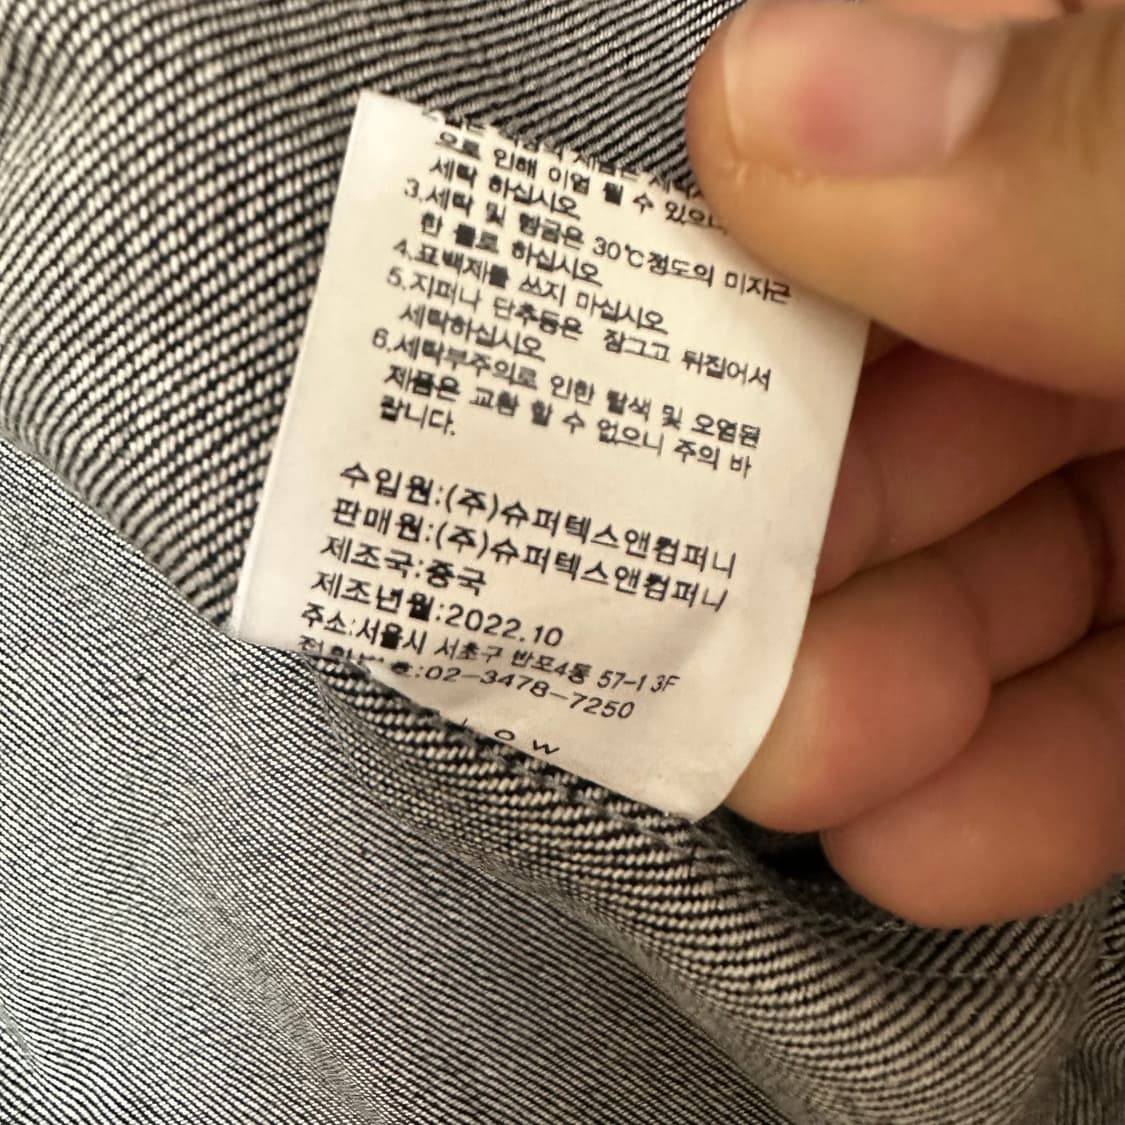 으로 인해 이염 될 수 있으니
세탁 하십시오
3.세탁 및 헹굼은 30℃정도의 미지근
한 물로 하십시오
4.표백제를 쓰지 마십시오
5.지퍼나 단추등은 잠그고 뒤집어서
세탁하십시오
6.세탁부주의로 인한 탈색 및 오염된
제품은 교환 할 수 없으니 주의 바
랍니다.
수입원:(주)슈퍼텍스앤컴퍼니
판매원:(주)슈퍼텍스앤컴퍼니
제조국:중국
제조년월:2022.10
주소:서울시 서초구 반포4동 57-1 3F
:02-3478-7250